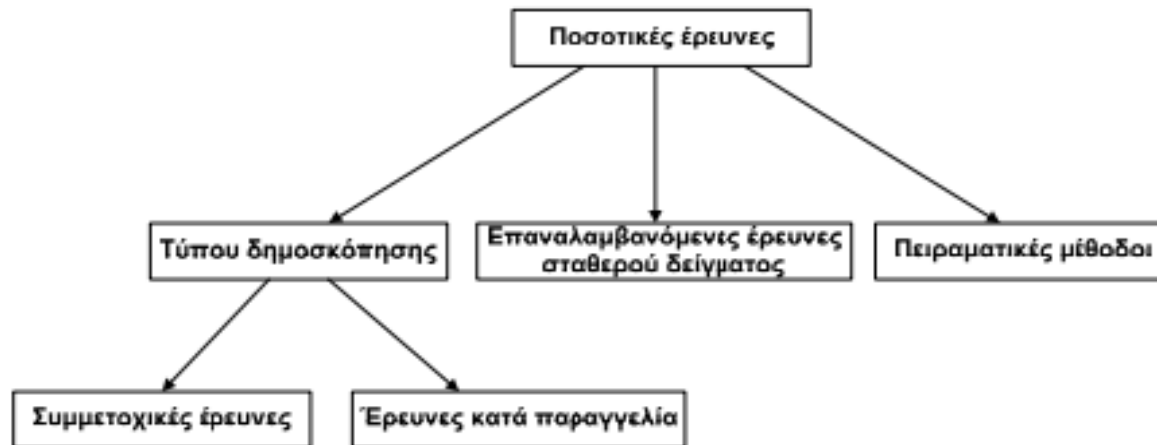 Ποσοτικές έρευνες
Τύπου δημοσκόπησης
Επαναλαμβανόμενες έρευνες
σταθερού δείγματος
Πειραματικές μέθοδοι
Συμμετοχικές έρευνες
Έρευνες κατά παραγγελία